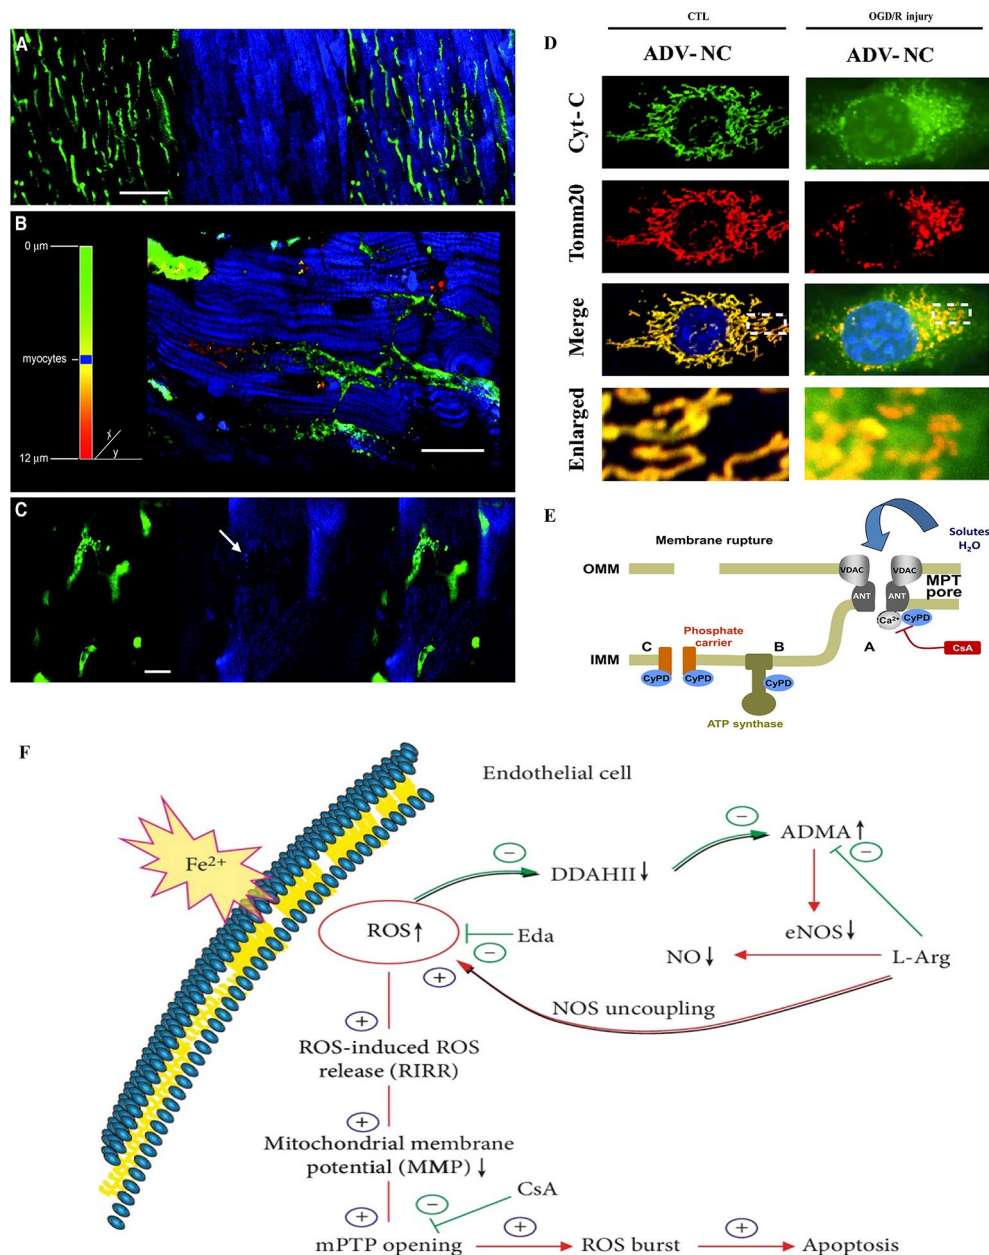 A
B
0 μm
myocytes
x
y
12 μm
C
CTL
OGD/R injury
D
ADV- NC
ADV- NC
Cyt-C
Tomm20
Merge
Enlarged
E
Solutes
H2O
Membrane rupture
OMM
VDAC
VDAC
MPT
pore
ANT
ANT
Ca2+
CyPD
Phosphate
carrier
C
B
A
CsA
IMM
CyPD
CyPD
CyPD
ATP synthase
F
Endothelial cell
Fe2+
−
−
ADMA↑
−
DDAHII↓
ROS↑
Eda
−
eNOS↓
NO↓
L-Arg
+
NOS uncoupling
+
ROS-induced ROS
release (RIRR)
+
Mitochondrial membrane
potential (MMP) ↓
−
CsA
+
+
+
mPTP opening
ROS burst
Apoptosis